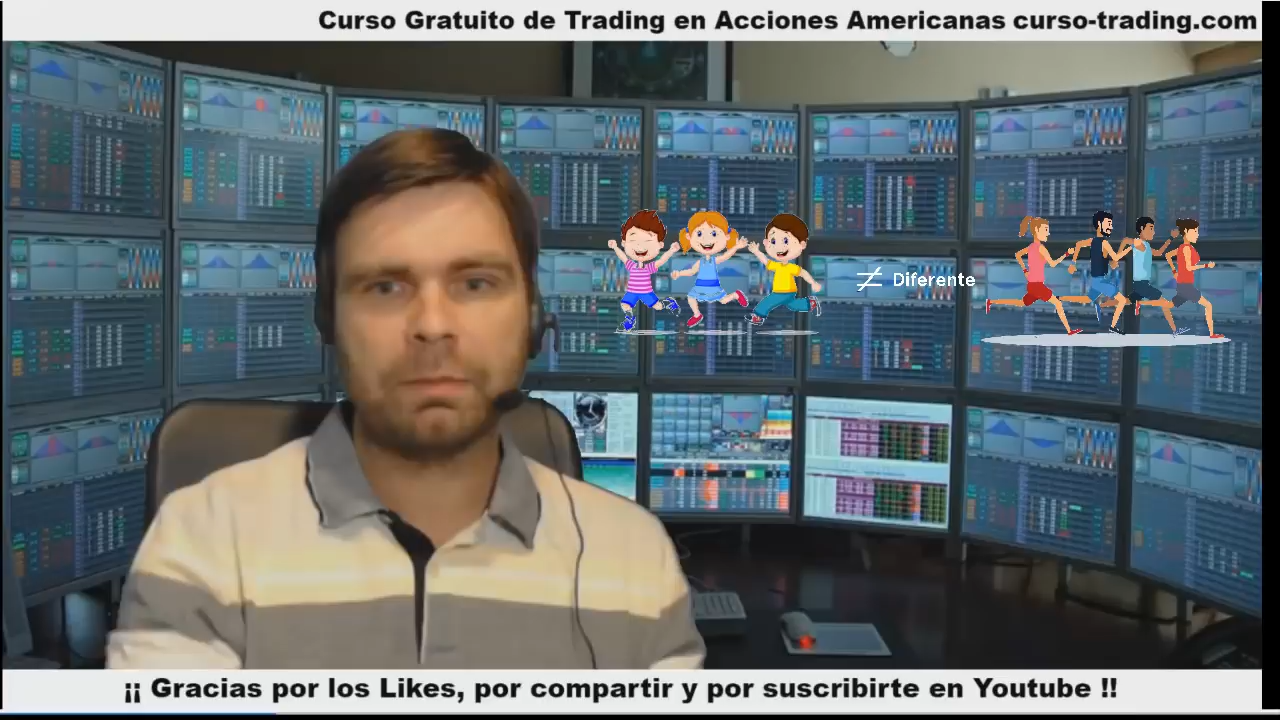 Curso Gratuito de Trading en Acciones Americanas curso-trading.com
≠ Diferente
¡¡ Gracias por los Likes, por compartir y por suscribirte en Youtube !!